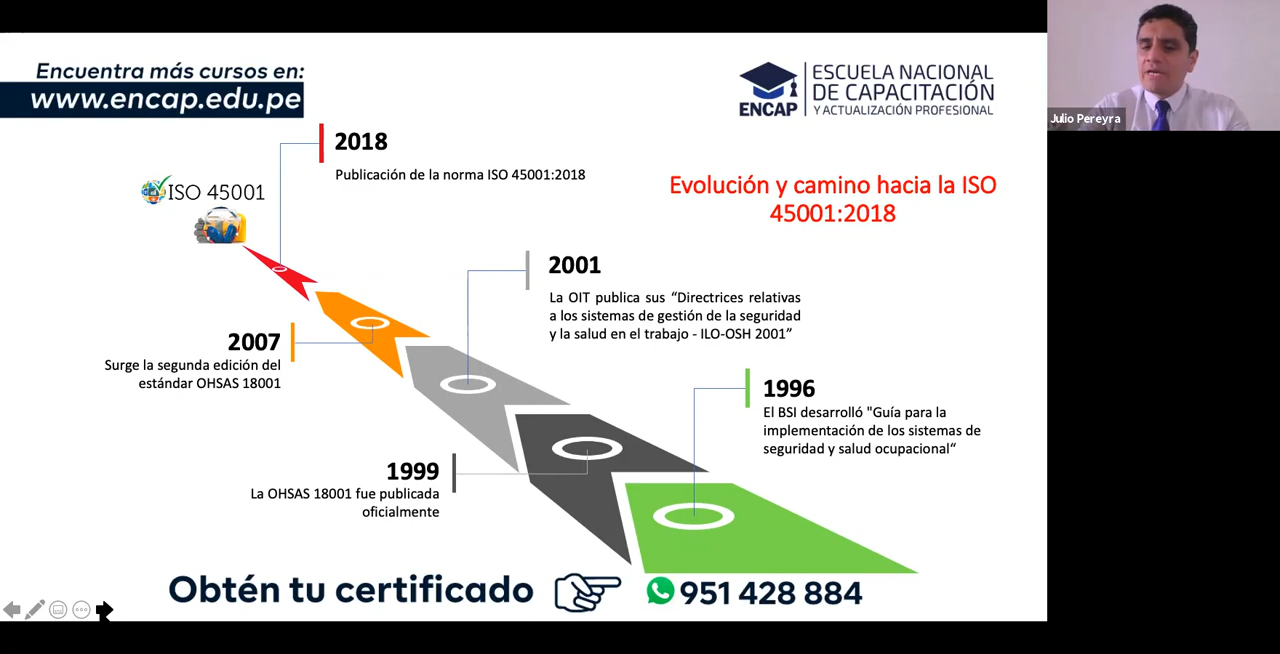 Encuentra más cursos en:
www.encap.edu.pe
ENCAP
ESCUELA NACIONAL
DE CAPACITACIÓN
Y ACTUALIZACIÓN PROFESIONAL
Julio Pereyra
2018
Publicación de la norma ISO 45001:2018
ISO 45001
Evolución y camino hacia la ISO
45001:2018
2001
La OIT publica sus “Directrices relativas
a los sistemas de gestión de la seguridad
y la salud en el trabajo - ILO-OSH 2001”
2007
Surge la segunda edición del
estándar OHSAS 18001
1996
El BSI desarrolló "Guía para la
implementación de los sistemas de
seguridad y salud ocupacional“
1999
La OHSAS 18001 fue publicada
oficialmente
Obtén tu certificado
951 428 884